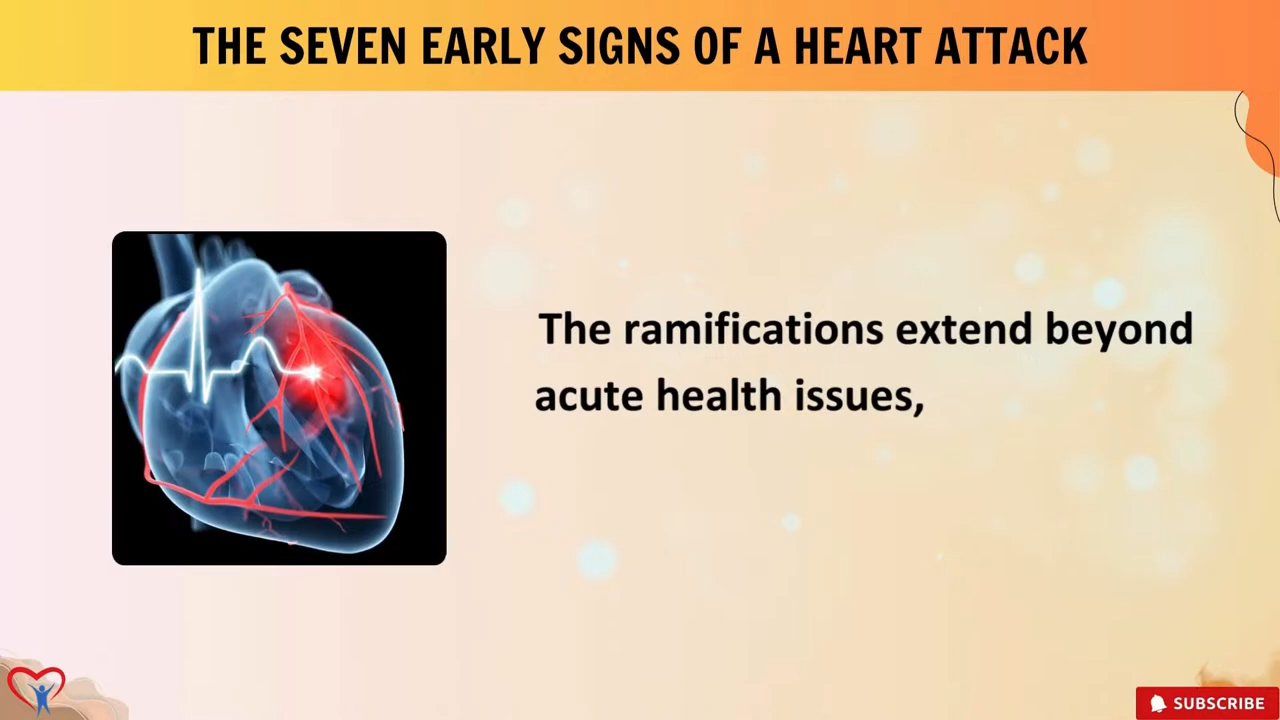 THE SEVEN EARLY SIGNS OF A HEART ATTACK
The ramifications extend beyond
acute health issues,
SUBSCRIBE